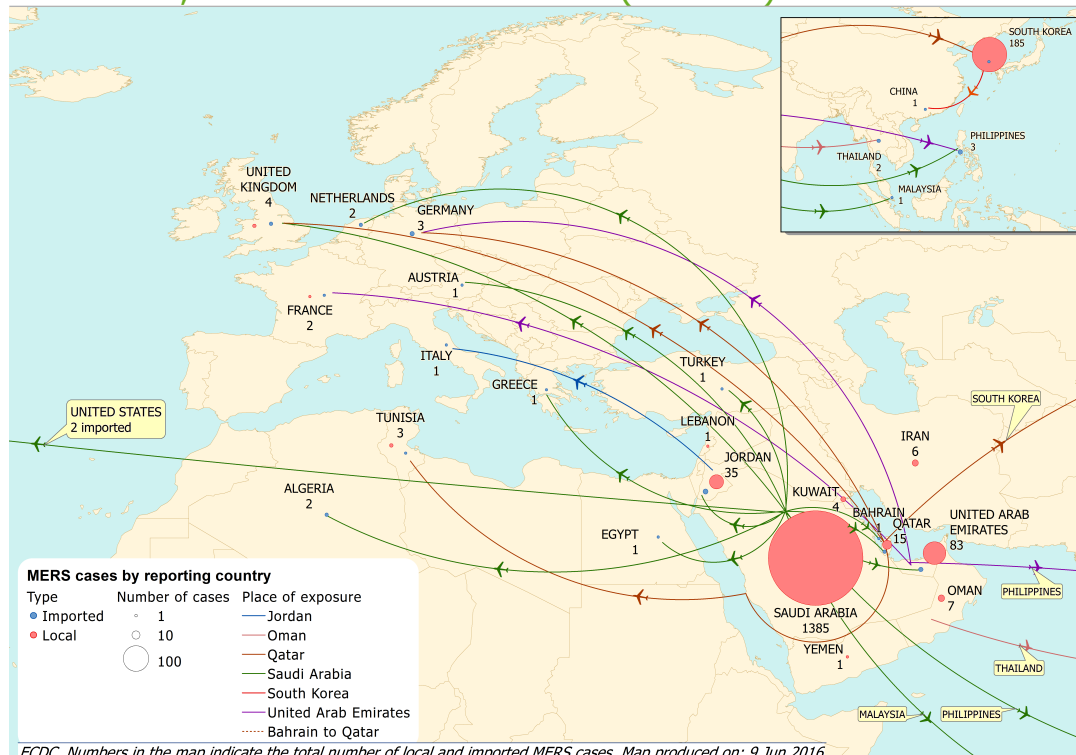 SOUTH KOREA
185
CHINA
1
PHILIPPINES
3
THAILAND
2
MALAYSIA
1
UNITED
KINGDOM
4
NETHERLANDS
2
GERMANY
3
AUSTRIA
1
FRANCE
2
ITALY
1
GREECE
1
TURKEY
1
UNITED STATES
2 imported
TUNISIA
3
LEBANON
1
SOUTH KOREA
IRAN
6
JORDAN
35
ALGERIA
2
KUWAIT
4
BAHRAIN
1
QATAR
15
UNITED ARAB
EMIRATES
83
EGYPT
1
PHILIPPINES
OMAN
7
SAUDI ARABIA
1385
YEMEN
1
THAILAND
MALAYSIA
PHILIPPINES
MERS cases by reporting country
Type
Imported
Local
Number of cases
1
10
100
Place of exposure
Jordan
Oman
Qatar
Saudi Arabia
South Korea
United Arab Emirates
Bahrain to Qatar
ECDC. Numbers in the map indicate the total number of local and imported MERS cases. Map produced on: 9 Jun 2016